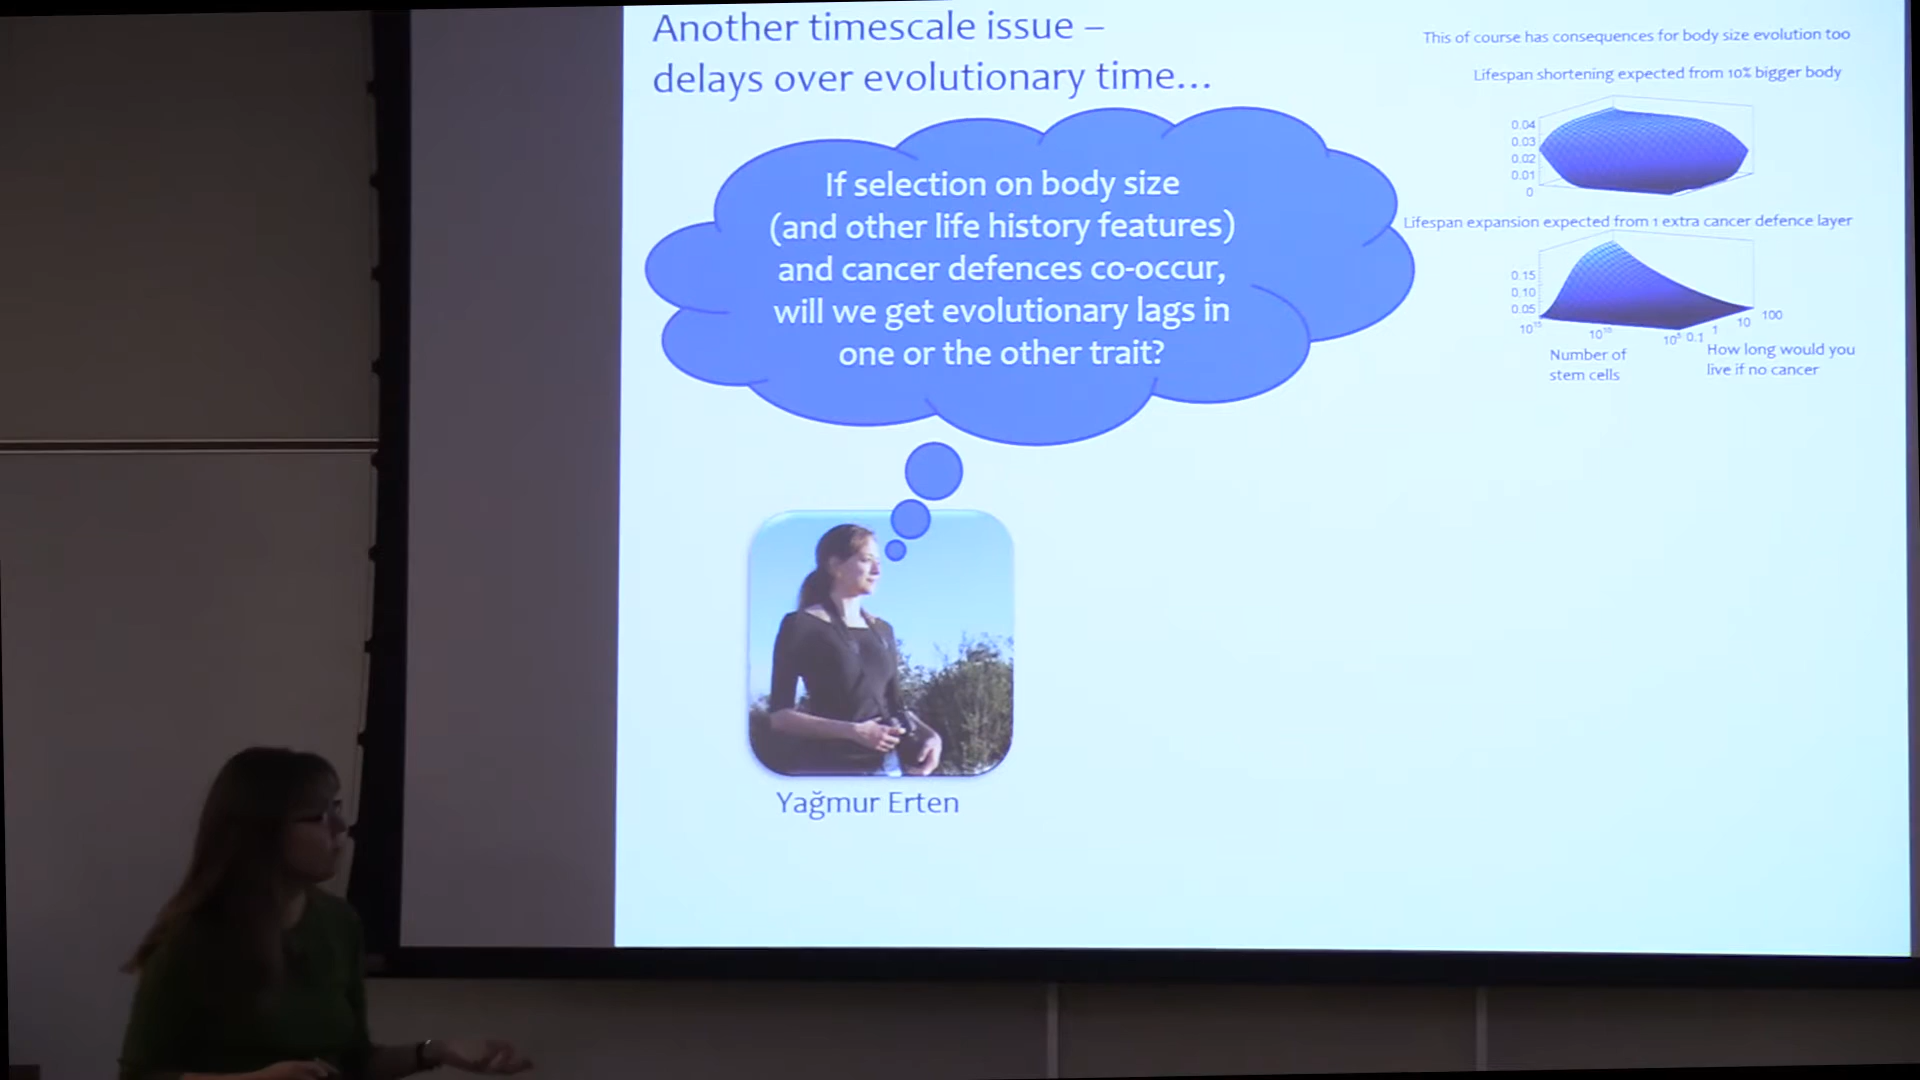 Another timescale issue –
delays over evolutionary time...
If selection on body size
(and other life history features)
and cancer defences co-occur,
will we get evolutionary lags in
one or the other trait?
Yağmur Erten
This of course has consequences for body size evolution too
Lifespan shortening expected from 10% bigger body
0.04
0.03
0.02
0.01
0
Lifespan expansion expected from 1 extra cancer defence layer
0.15
0.10
0.05
10¹⁵
10¹⁰
10⁵
0.1
1
10
100
Number of
stem cells
How long would you
live if no cancer